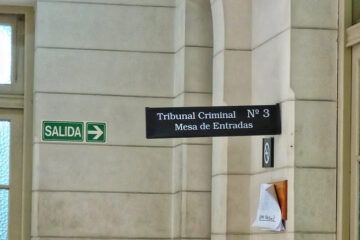 SALIDA
Tribunal Criminal Nº 3
Mesa de Entradas